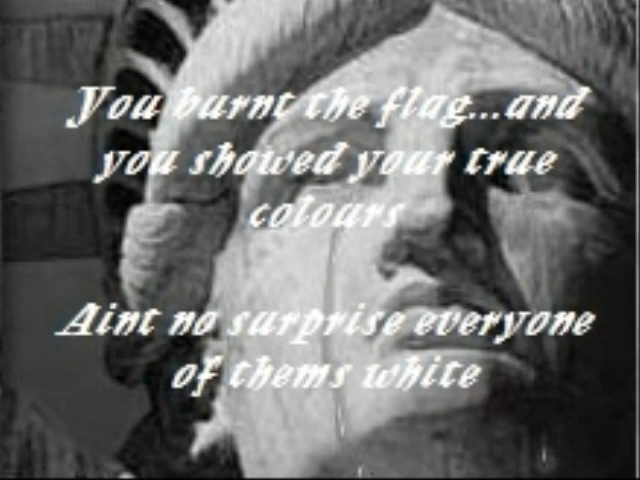 You burnt the flag...and
you showed your true
colours
Aint no surprise everyone
of thems white